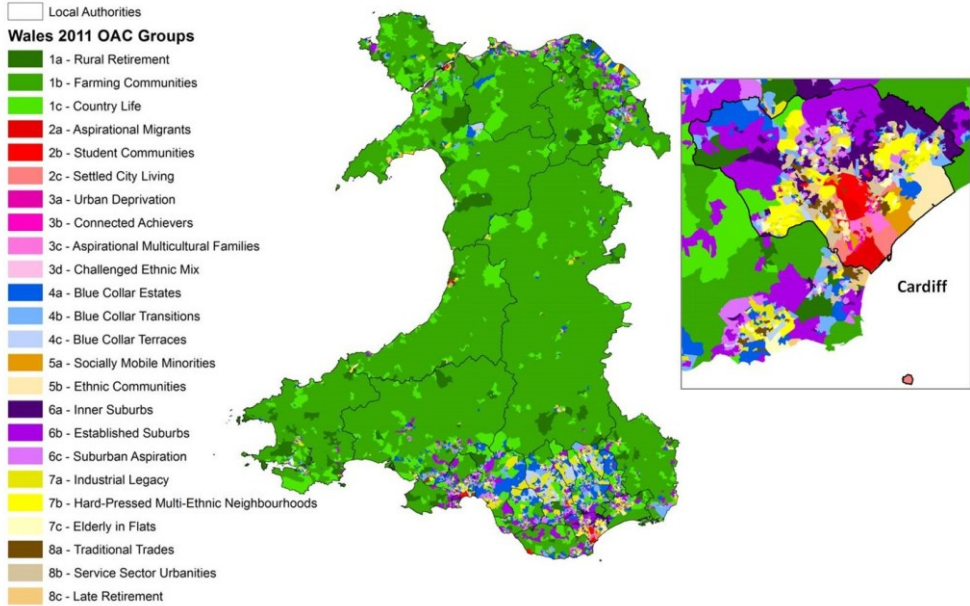 Local Authorities
Wales 2011 OAC Groups
1a - Rural Retirement
1b - Farming Communities
1c - Country Life
2a - Aspirational Migrants
2b - Student Communities
2c - Settled City Living
3a - Urban Deprivation
3b - Connected Achievers
3c - Aspirational Multicultural Families
3d - Challenged Ethnic Mix
4a - Blue Collar Estates
4b - Blue Collar Transitions
4c - Blue Collar Terraces
5a - Socially Mobile Minorities
5b - Ethnic Communities
6a - Inner Suburbs
6b - Established Suburbs
6c - Suburban Aspiration
7a - Industrial Legacy
7b - Hard-Pressed Multi-Ethnic Neighbourhoods
7c - Elderly in Flats
8a - Traditional Trades
8b - Service Sector Urbanities
8c - Late Retirement
Cardiff